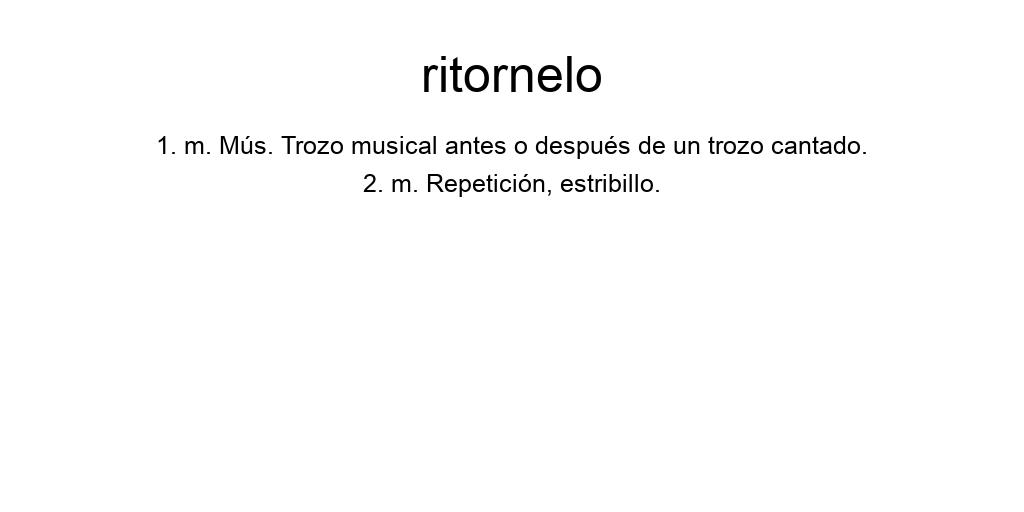 ritornelo
1. m. Mús. Trozo musical antes o después de un trozo cantado.
2. m. Repetición, estribillo.